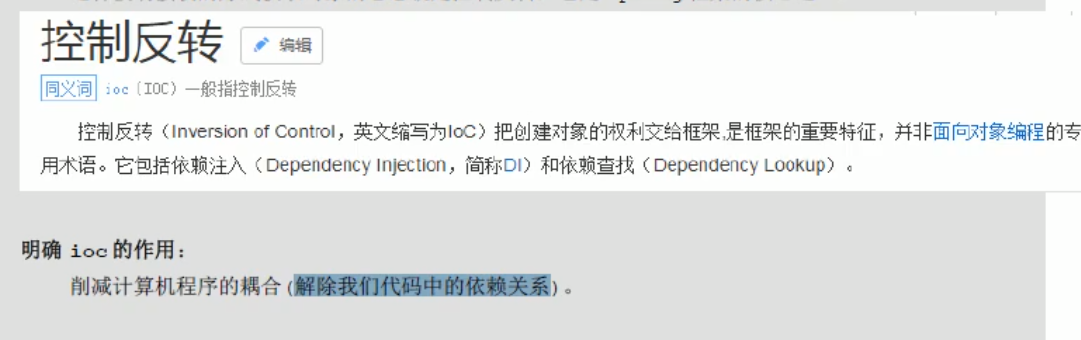 控制反转 编辑
同义词 ioc（IOC）一般指控制反转
控制反转（Inversion of Control，英文缩写为IoC）把创建对象的权利交给框架,是框架的重要特征，并非面向对象编程的专
用术语。它包括依赖注入（Dependency Injection，简称DI）和依赖查找（Dependency Lookup）。
明确 ioc 的作用：
削减计算机程序的耦合(解除我们代码中的依赖关系)。